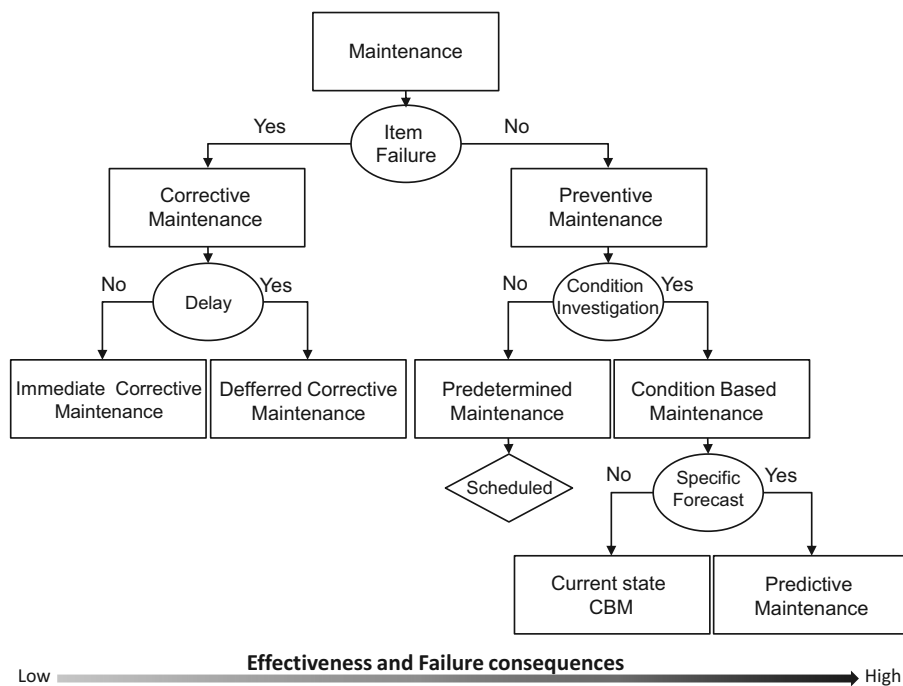 Maintenance
Yes
Item
Failure
No
Corrective
Maintenance
Preventive
Maintenance
No
Delay
Yes
No
Condition
Investigation
Yes
Immediate Corrective
Maintenance
Defferred Corrective
Maintenance
Predetermined
Maintenance
Condition Based
Maintenance
Scheduled
No
Specific
Forecast
Yes
Current state
CBM
Predictive
Maintenance
Effectiveness and Failure consequences
Low
High